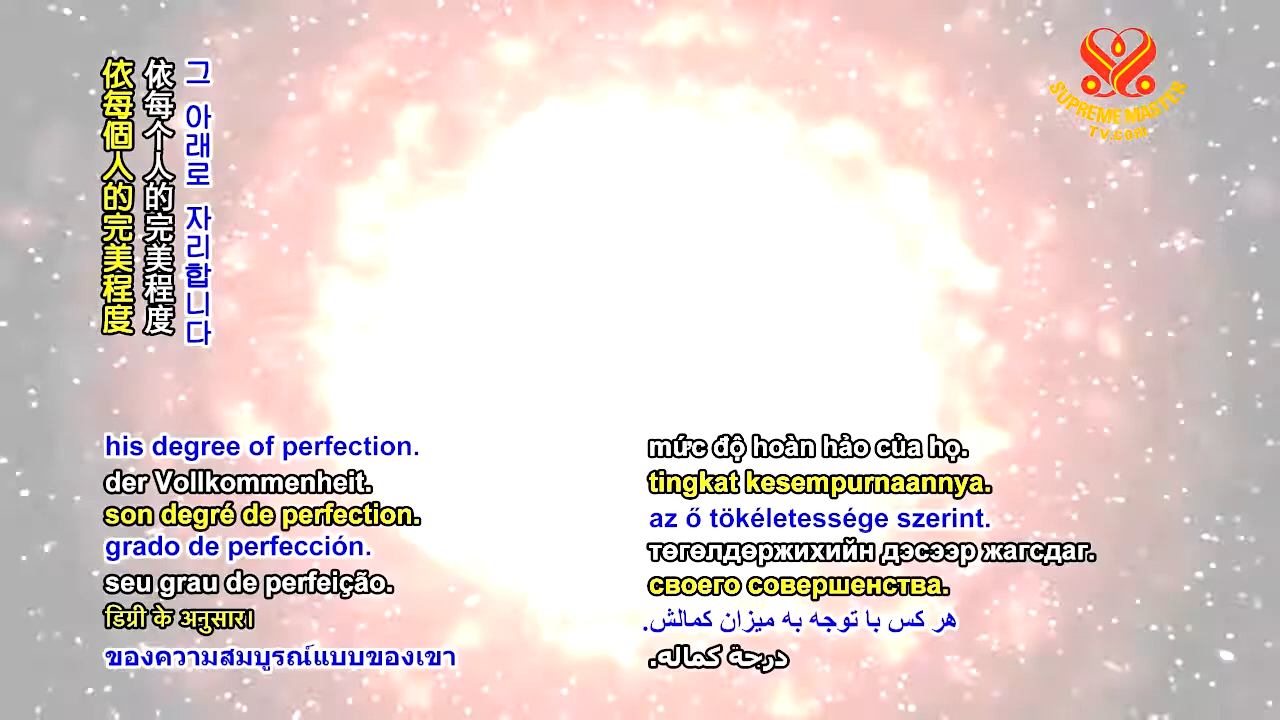 依每個人的完美程度
依每个人的完美程度
그 아래로 자리합니다
SUPREME MASTER
TV.COM
his degree of perfection.
der Vollkommenheit.
son degré de perfection.
grado de perfección.
seu grau de perfeição.
डिग्री के अनुसार।
ของความสมบูรณ์แบบของเขา
mức độ hoàn hảo của họ.
tingkat kesempurnaannya.
az ő tökéletessége szerint.
төгөлдөржихийн дэсээр жагсдаг.
своего совершенства.
هر کس با توجه به میزان کمالش.
درجة كماله.